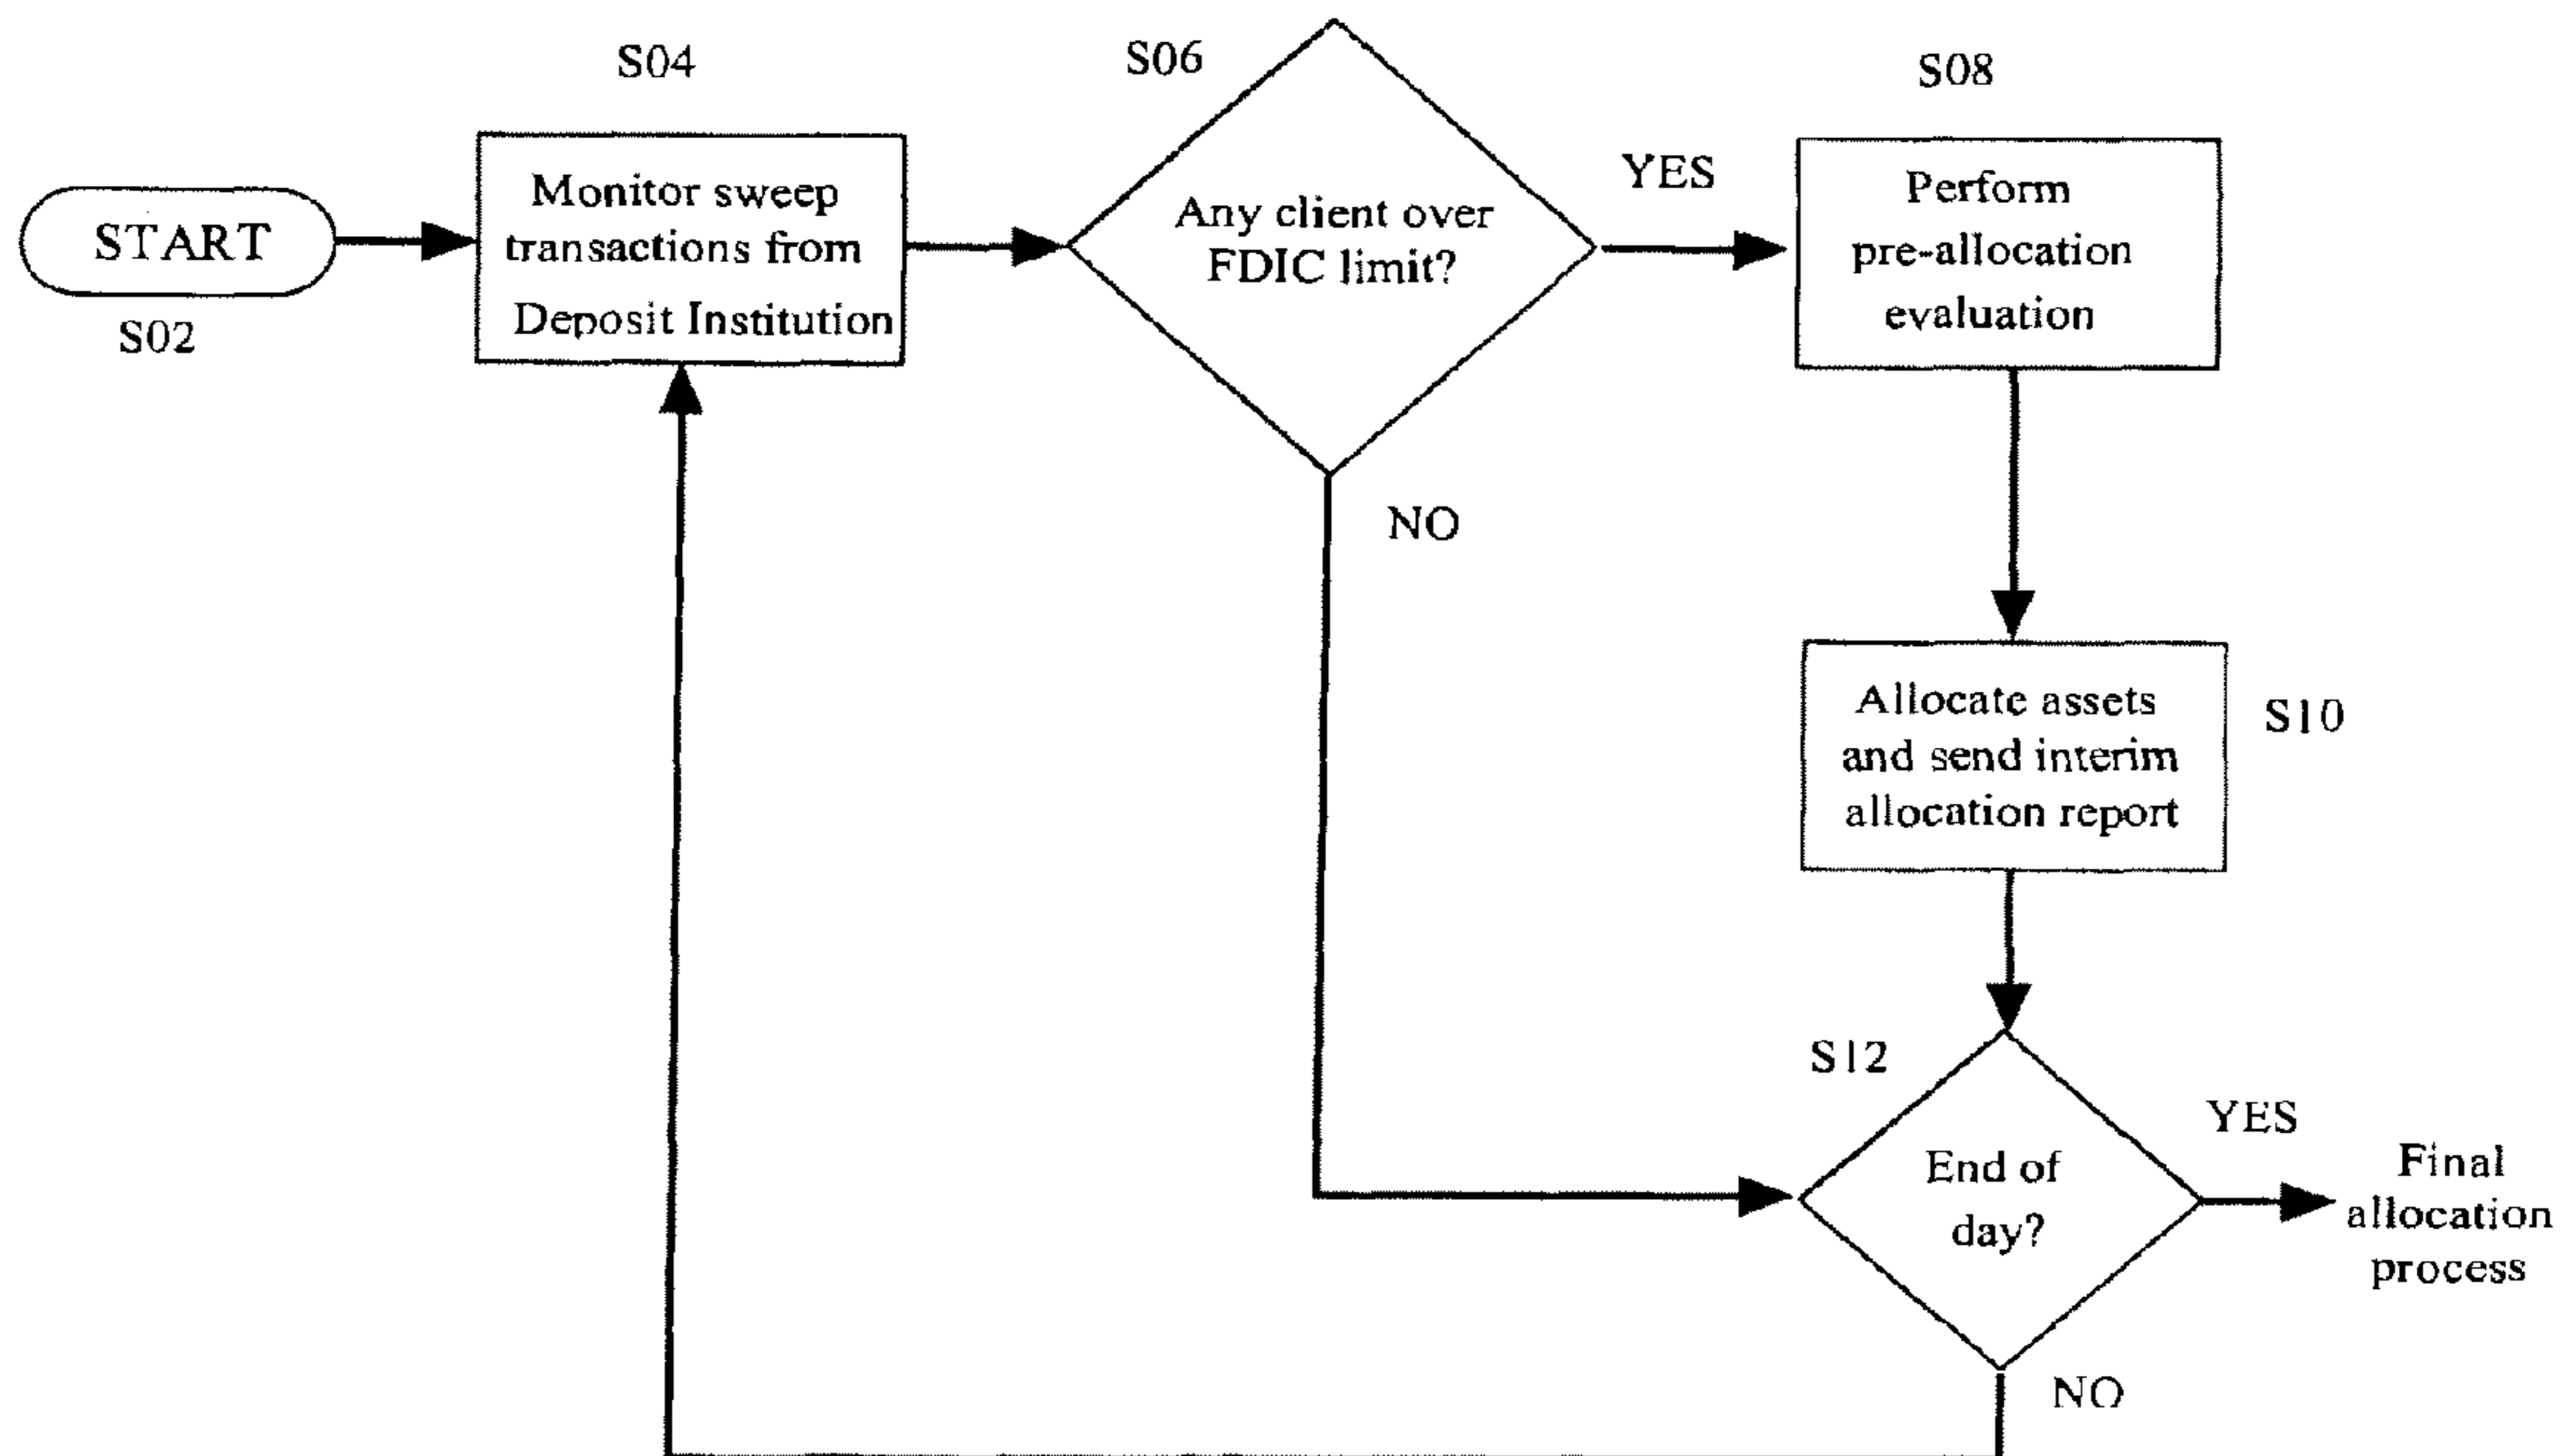 S04
S06
S08
START
S02
Monitor sweep
transactions from
Deposit Institution
Any client over
FDIC limit?
YES
NO
Perform
pre-allocation
evaluation
Allocate assets
and send interim
allocation report
S10
S12
End of
day?
YES
Final
allocation
process
NO